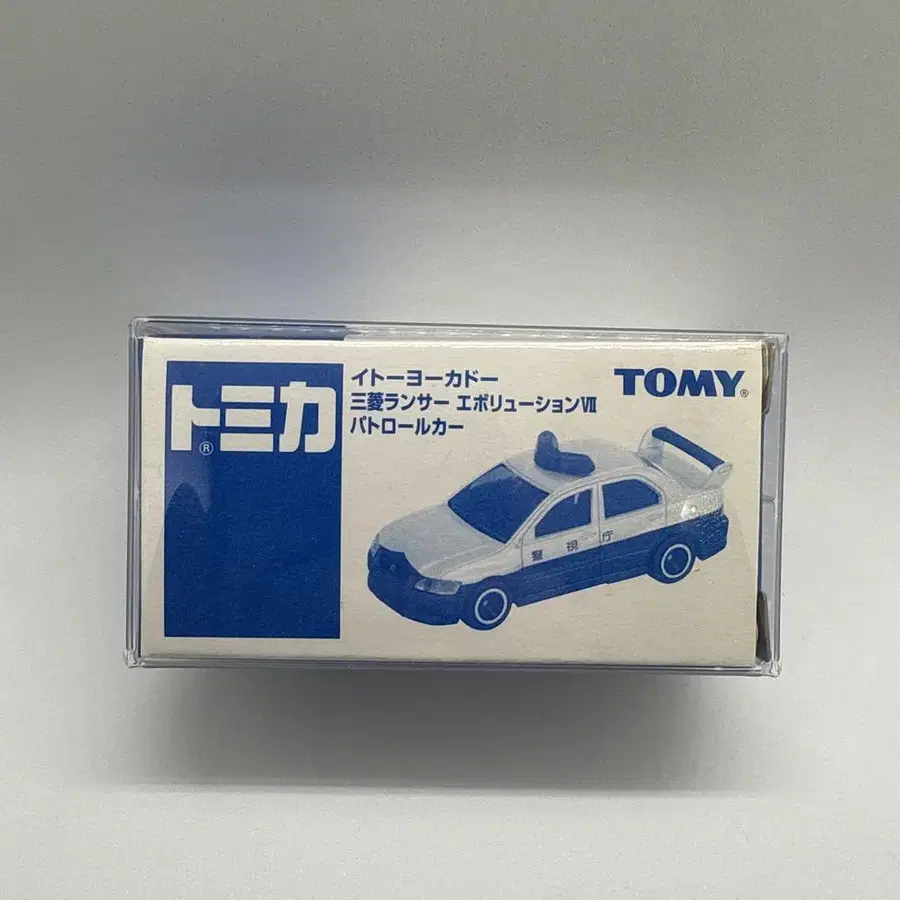 トミカ
®
イトーヨーカドー
三菱ランサー エボリューションⅦ
パトロールカー
TOMY®
警視庁